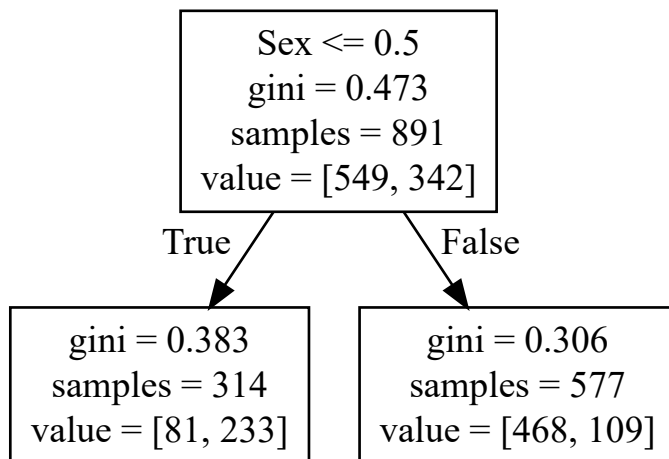 Sex <= 0.5
gini = 0.473
samples = 891
value = [549, 342]
True
False
gini = 0.383
samples = 314
value = [81, 233]
gini = 0.306
samples = 577
value = [468, 109]